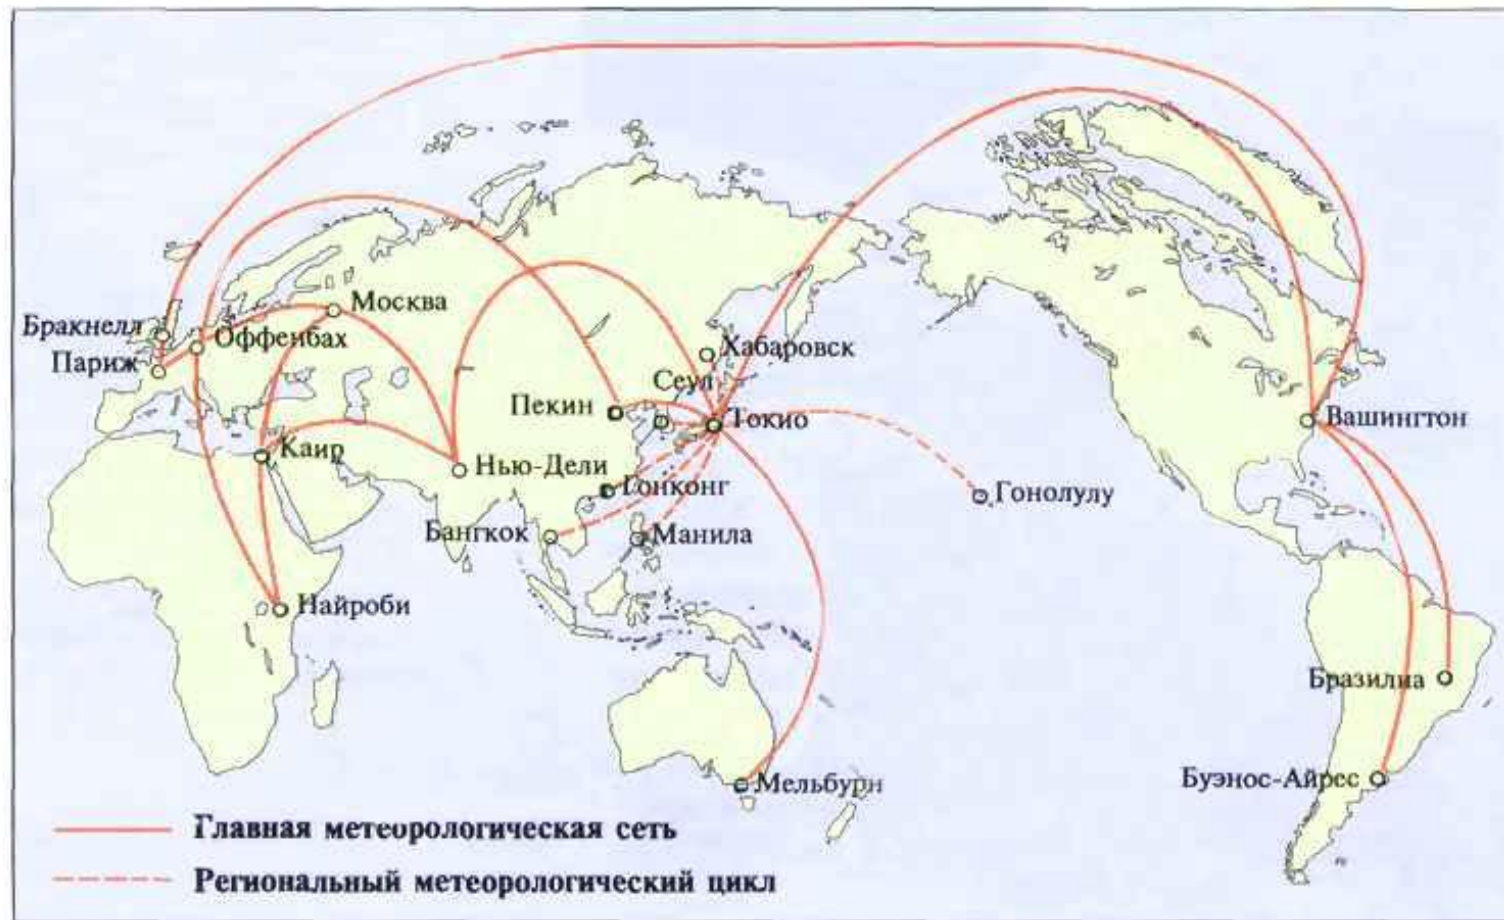 Москва
Бракнелл
Оффенбах
Париж
Хабаровск
Сеул
Пекин
Токио
Вашингтон
Каир
Нью-Дели
Гонконг
Гонолулу
Бангкок
Манила
Найроби
Бразилиа
Мельбурн
Буэнос-Айрес
Главная метеорологическая сеть
Региональный метеорологический цикл